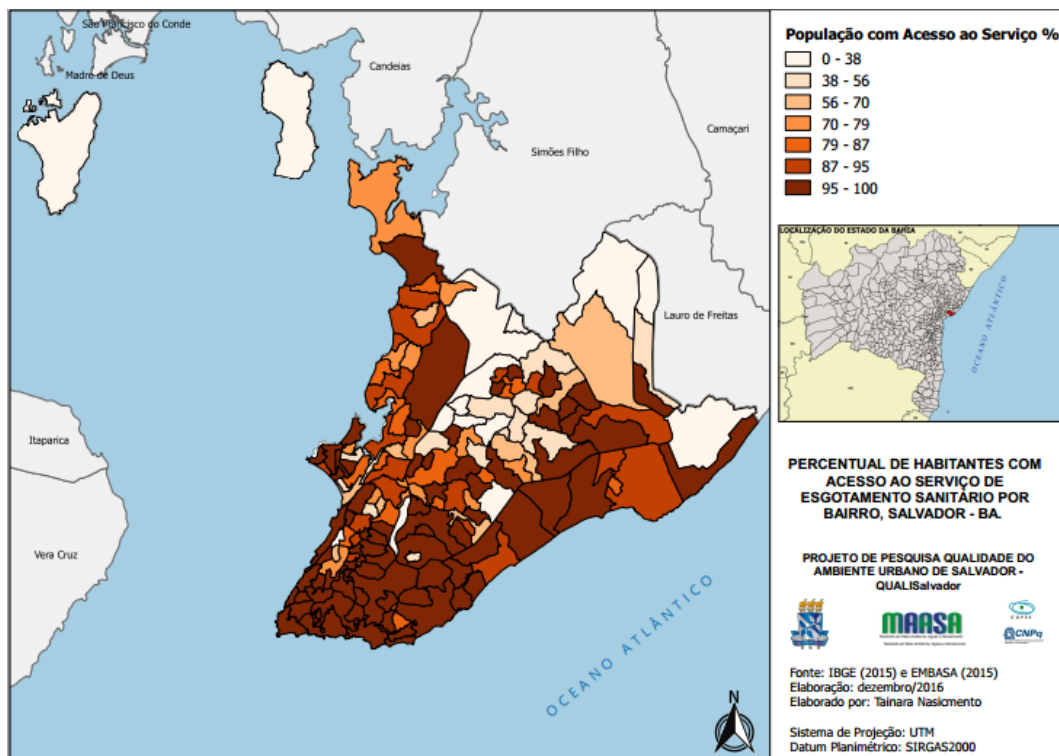 São Francisco do Conde
Madre de Deus
Candeias
Camaçari
Simões Filho
Lauro de Freitas
Itaparica
Vera Cruz
OCEANO ATLÂNTICO
N
População com Acesso ao Serviço %
0 - 38
38 - 56
56 - 70
70 - 79
79 - 87
87 - 95
95 - 100
LOCALIZAÇÃO DO ESTADO DA BAHIA
OCEANO ATLÂNTICO
PERCENTUAL DE HABITANTES COM
ACESSO AO SERVIÇO DE
ESGOTAMENTO SANITÁRIO POR
BAIRRO, SALVADOR - BA.
PROJETO DE PESQUISA QUALIDADE DO
AMBIENTE URBANO DE SALVADOR -
QUALISalvador
MAASA
CAPES
CNPq
Fonte: IBGE (2015) e EMBASA (2015)
Elaboração: dezembro/2016
Elaborado por: Tainara Nasicmento
Sistema de Projeção: UTM
Datum Planimétrico: SIRGAS2000